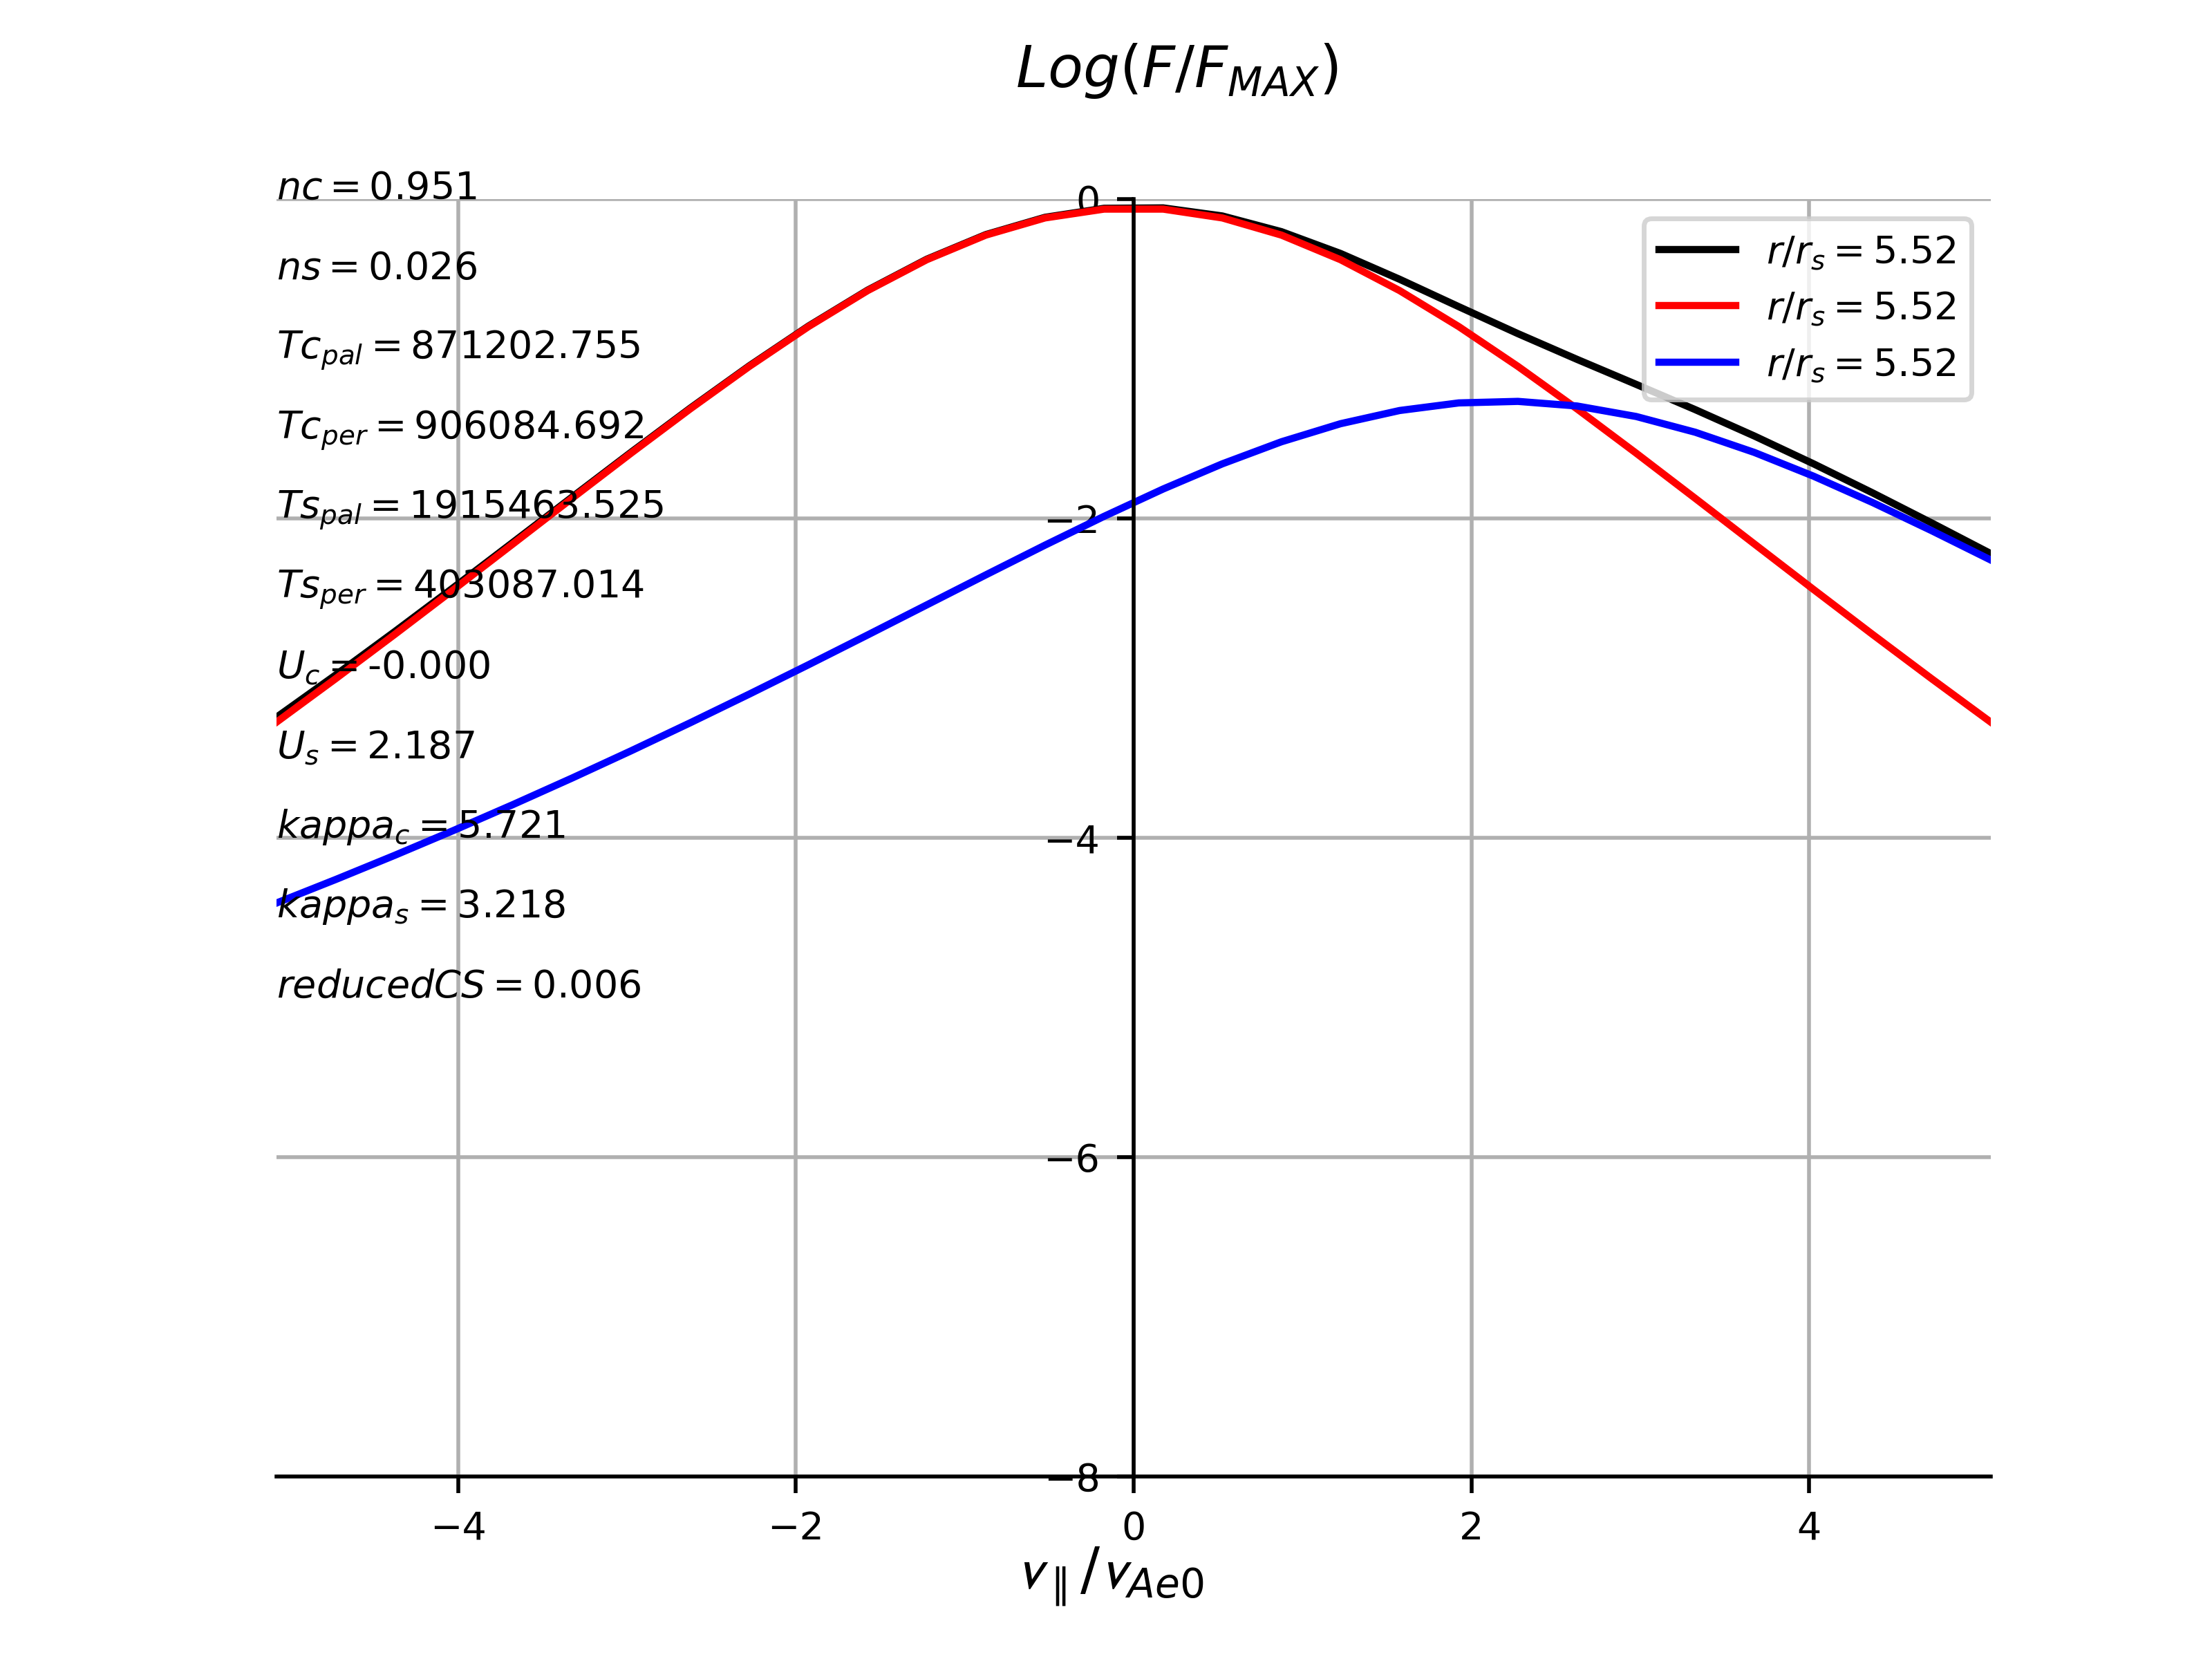 Log(F/F_MAX)
nc = 0.951
ns = 0.026
Tc_pal = 871202.755
Tc_per = 906084.692
Ts_pal = 1915463.525
Ts_per = 403087.014
U_c = -0.000
U_s = 2.187
kappa_c = 5.721
kappa_s = 3.218
reducedCS = 0.006
0
−2
−4
−6
−8
r/r_s = 5.52
r/r_s = 5.52
r/r_s = 5.52
−4 −2 0 2 4
v_∥/v_Ae0